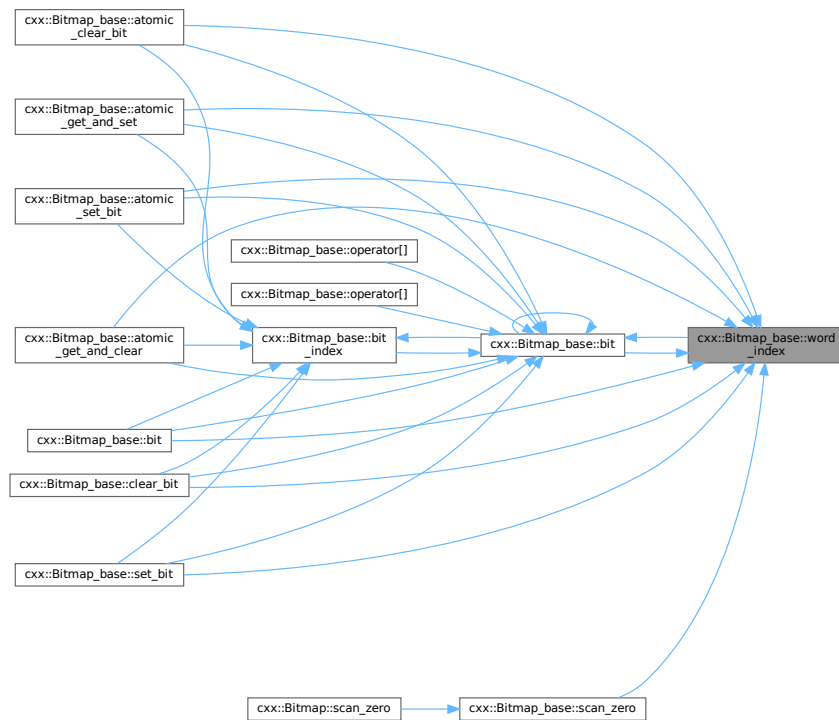 cxx::Bitmap_base::atomic
_clear_bit
cxx::Bitmap_base::atomic
_get_and_set
cxx::Bitmap_base::atomic
_set_bit
cxx::Bitmap_base::operator[]
cxx::Bitmap_base::operator[]
cxx::Bitmap_base::atomic
_get_and_clear
cxx::Bitmap_base::bit
_index
cxx::Bitmap_base::bit
cxx::Bitmap_base::word
_index
cxx::Bitmap_base::bit
cxx::Bitmap_base::clear_bit
cxx::Bitmap_base::set_bit
cxx::Bitmap::scan_zero
cxx::Bitmap_base::scan_zero